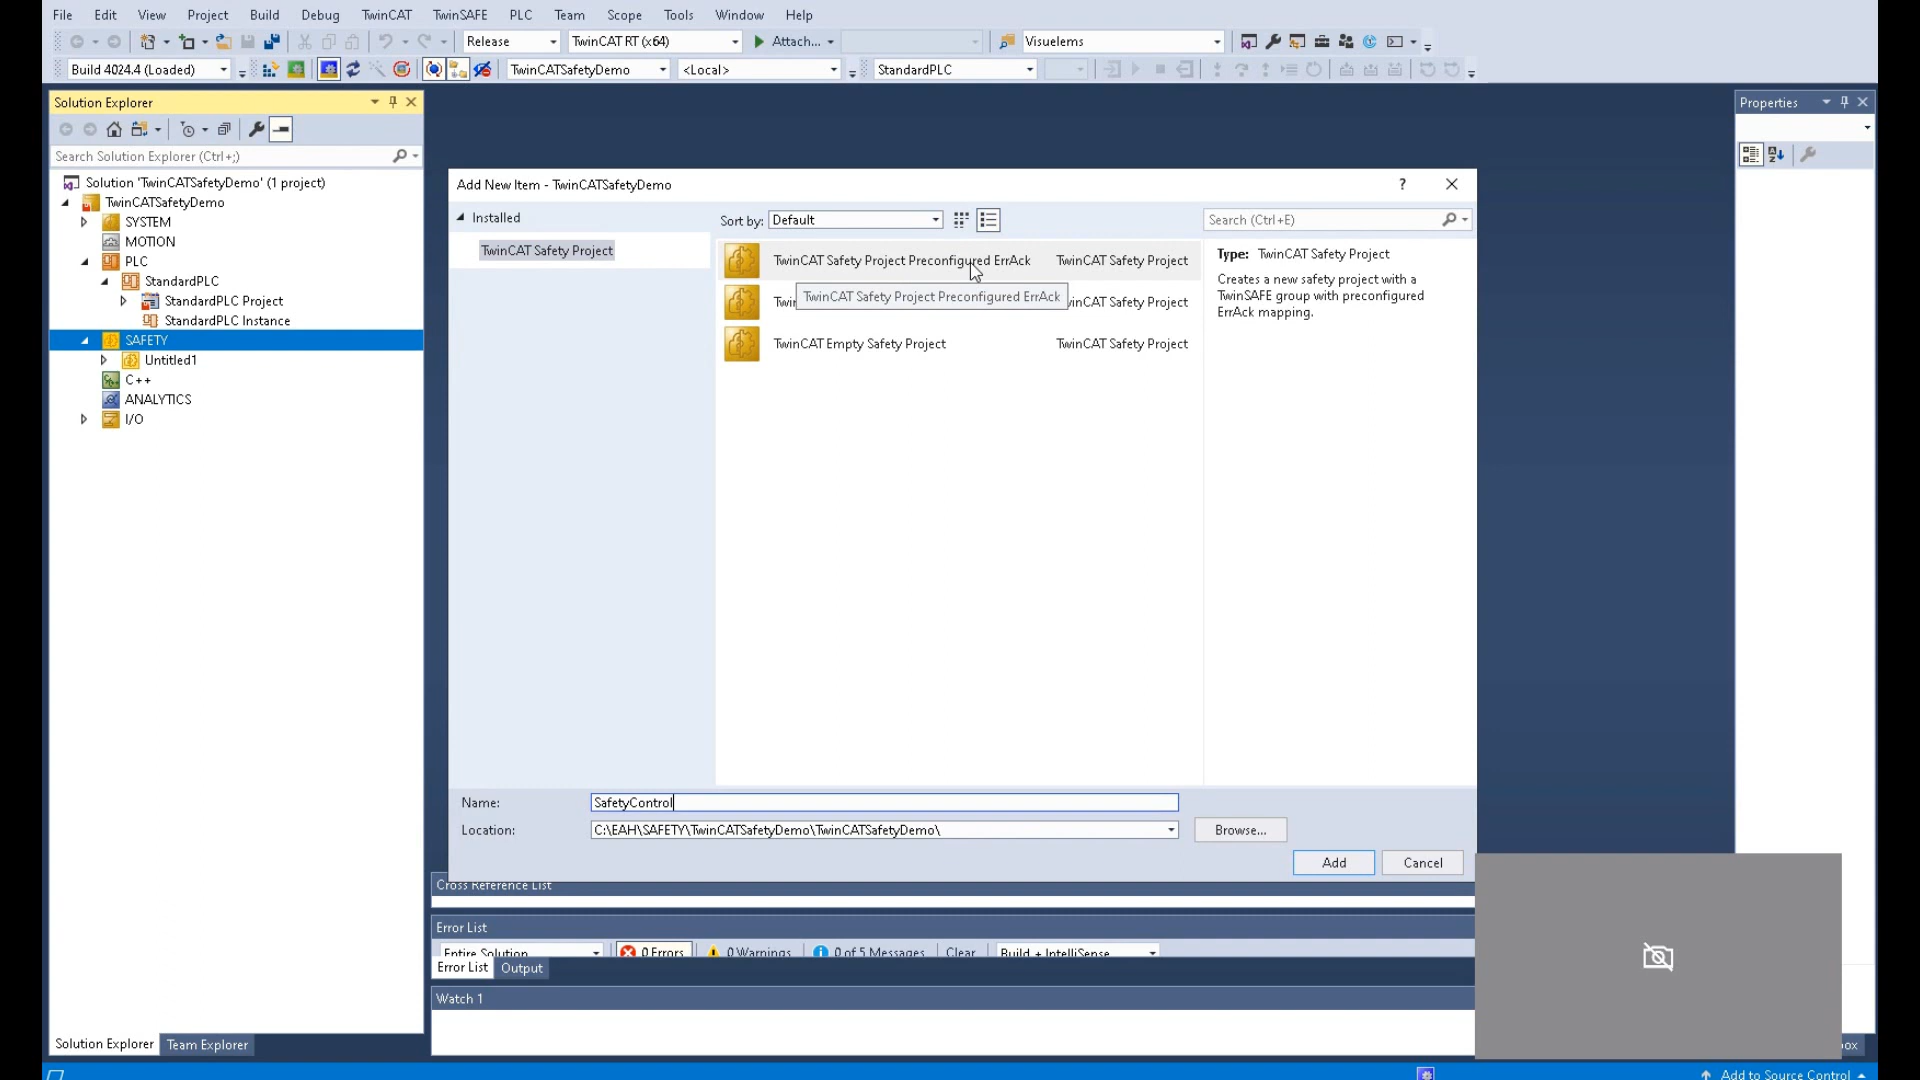 File Edit View Project Build Debug TwinCAT TwinSAFE PLC Team Scope Tools Window Help
Release TwinCAT RT (x64) Attach... Visuelems
Build 4024.4 (Loaded) TwinCATSafetyDemo <Local> StandardPLC
Solution Explorer
Search Solution Explorer (Ctrl+;)
Solution 'TwinCATSafetyDemo' (1 project)
TwinCATSafetyDemo
SYSTEM
MOTION
PLC
StandardPLC
StandardPLC Project
StandardPLC Instance
SAFETY
Untitled1
C++
ANALYTICS
I/O
Solution Explorer Team Explorer
Add New Item - TwinCATSafetyDemo
Installed
TwinCAT Safety Project
Sort by: Default
Search (Ctrl+E)
TwinCAT Safety Project Preconfigured ErrAck TwinCAT Safety Project
TwinCAT Safety Project Preconfigured ErrAck
TwinCAT Safety Project
TwinCAT Empty Safety Project TwinCAT Safety Project
Type: TwinCAT Safety Project
Creates a new safety project with a
TwinSAFE group with preconfigured
ErrAck mapping.
Name: SafetyControl
Location: C:\EAH\SAFETY\TwinCATSafetyDemo\TwinCATSafetyDemo\
Browse...
Add Cancel
Cross Reference List
Error List
Entire Solution 0 Errors 0 Warnings 0 of 5 Messages Clear Build + IntelliSense
Error List Output
Watch 1
Properties
Add to Source Control